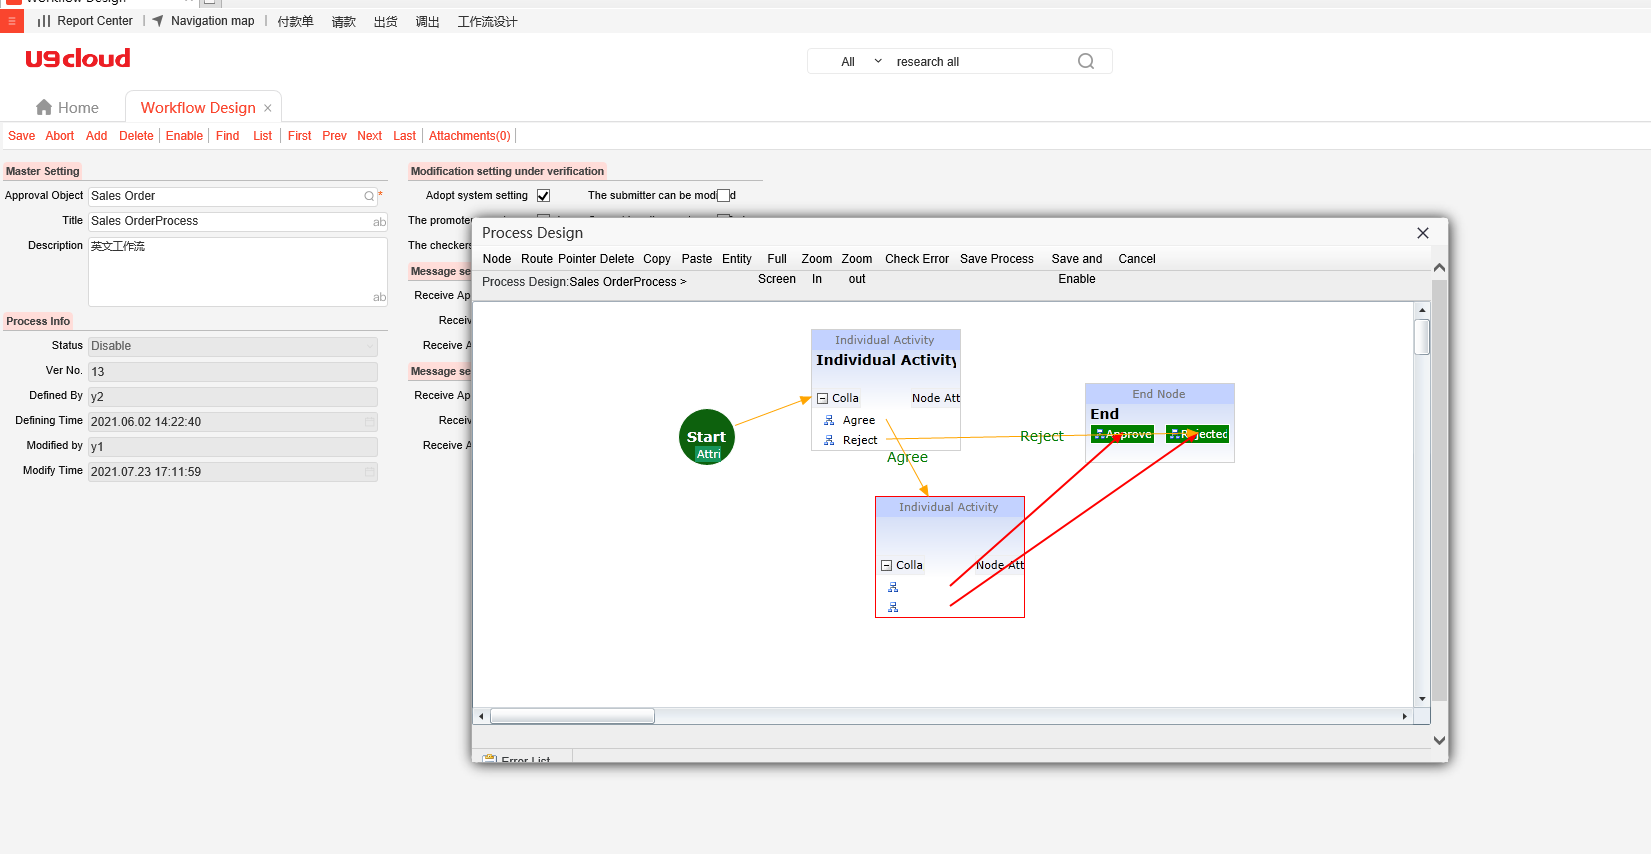 Workflow Design
Report Center
Navigation map
付款单
请款
出货
调出
工作流设计
U9cloud
All
research all
Home
Workflow Design
Save Abort Add Delete Enable Find List First Prev Next Last Attachments(0)
Master Setting
Approval Object Sales Order *
Title Sales OrderProcess ab
Description 英文工作流
ab
Process Info
Status Disable
Ver No. 13
Defined By y2
Defining Time 2021.06.02 14:22:40
Modified by y1
Modify Time 2021.07.23 17:11:59
Modification setting under verification
Adopt system setting
The submitter can be
The promoter
The checkers
Message se
Receive Ap
Receiv
Receive A
Message se
Receive Ap
Receiv
Receive A
Process Design
Node Route Pointer Delete Copy Paste Entity Full Screen Zoom In Zoom out Check Error Save Process Save and Enable Cancel
Process Design:Sales OrderProcess >
Individual Activity
Individual Activity
Colla Node Att
Agree
Reject
Start
Attri
End Node
End
Approve Rejected
Reject
Agree
Individual Activity
Colla Node Att
Error List